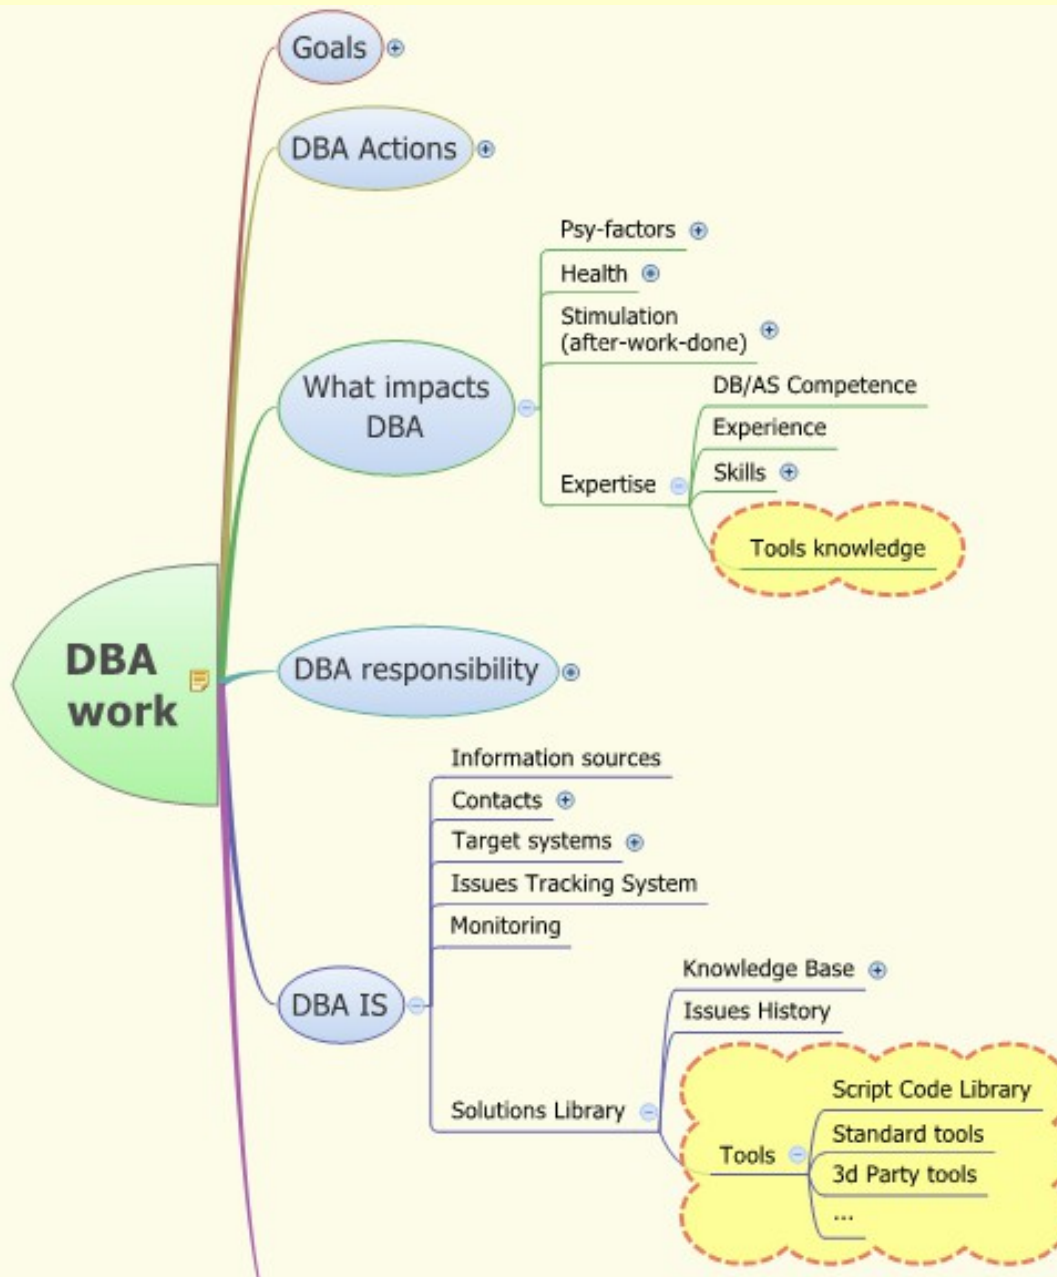 Goals
DBA Actions
Psy-factors
Health
Stimulation
(after-work-done)
What impacts
DBA
DB/AS Competence
Experience
Skills
Expertise
Tools knowledge
DBA
work
DBA responsibility
Information sources
Contacts
Target systems
Issues Tracking System
Monitoring
DBA IS
Knowledge Base
Issues History
Solutions Library
Script Code Library
Standard tools
Tools
3d Party tools
...